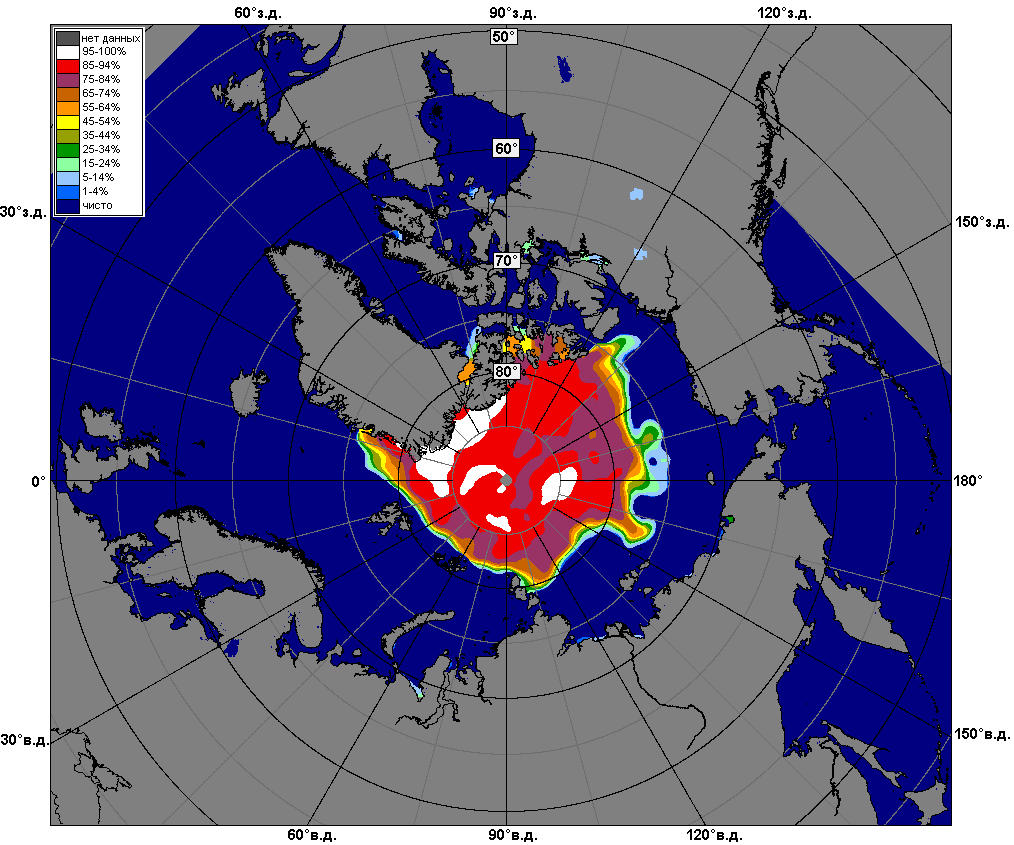 60°з.д.
90°з.д.
120°з.д.
50°
нет данных
95-100%
85-94%
75-84%
65-74%
55-64%
45-54%
35-44%
25-34%
15-24%
5-14%
1-4%
чисто
60°
30°з.д.
150°з.д.
70°
80°
0°
180°
30°в.д.
150°в.д.
60°в.д.
90°в.д.
120°в.д.